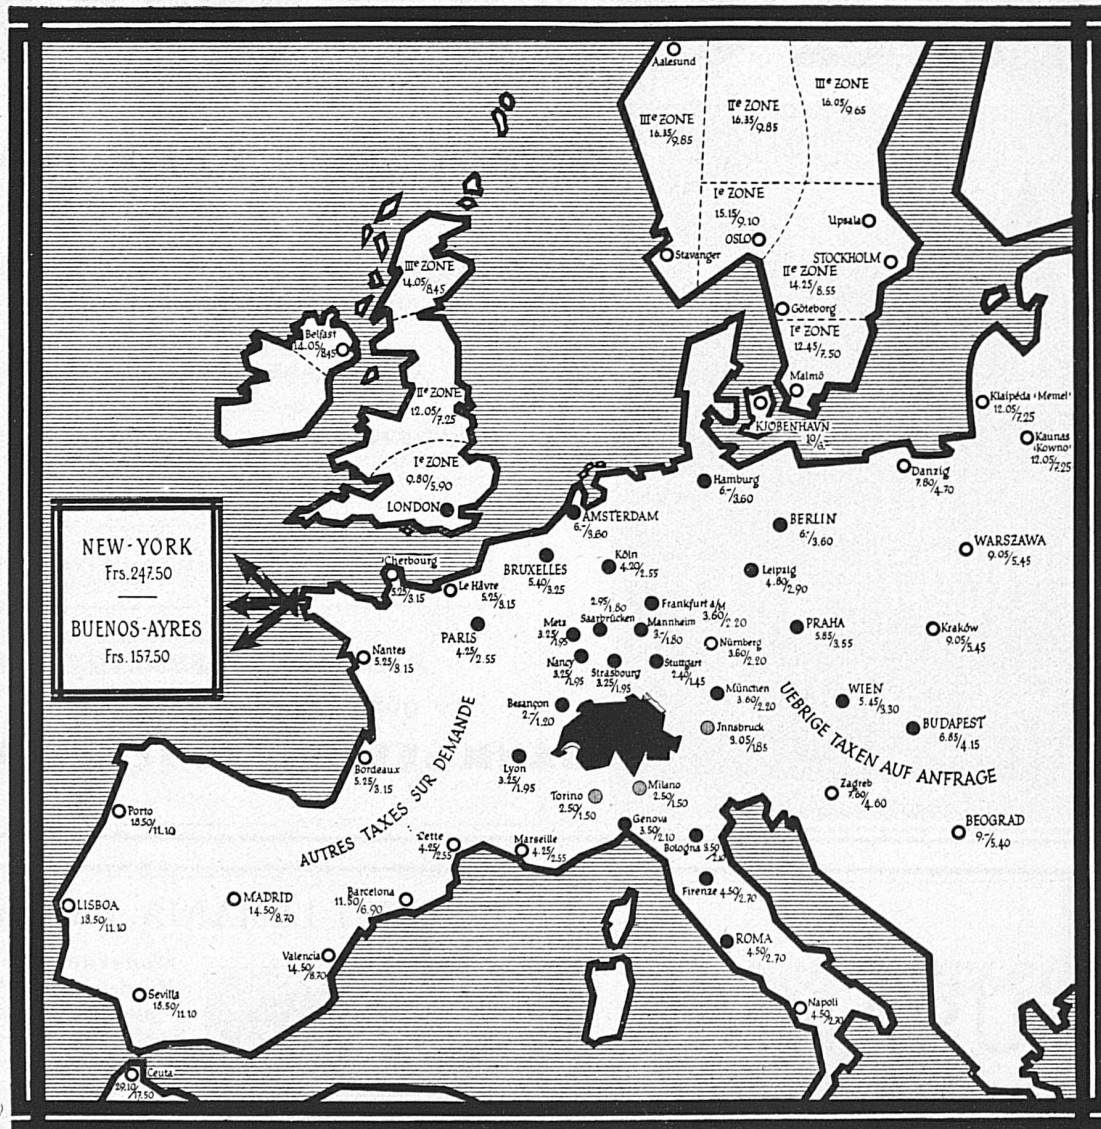 Aalesund
IIIe ZONE
16.35/9.85
IIe ZONE
16.35/9.85
IIIe ZONE
16.05/9.65
Ie ZONE
15.15/9.10
OSLO
Stavanger
Upsala
STOCKHOLM
IIe ZONE
14.25/8.55
Göteborg
Ie ZONE
12.45/7.50
Malmö
KJOBENHAVN
10/6.-
IIIe ZONE
14.05/8.45
Belfast
14.05/8.45
IIe ZONE
12.05/7.25
Ie ZONE
9.80/5.90
LONDON
Klaipéda (Memel)
12.05/7.25
Kaunas
(Kowno)
12.05/7.25
Danzig
7.80/4.70
Hamburg
6.-/3.60
AMSTERDAM
6.-/3.60
BERLIN
6.-/3.60
WARSZAWA
9.05/5.45
NEW-YORK
Frs. 247.50
BUENOS-AYRES
Frs. 157.50
Cherbourg
5.25/3.15
Le Hâvre
5.25/3.15
BRUXELLES
5.40/3.25
Köln
4.20/2.55
Leipzig
4.80/2.90
PARIS
4.25/2.55
Metz
3.25/1.95
2.95/1.80
Saarbrücken
Frankfurt a/M
3.60/2.20
Mannheim
3.-/1.80
Nürnberg
3.60/2.20
PRAHA
5.85/3.55
Kraków
9.05/5.45
Nantes
5.25/3.15
Nancy
3.25/1.95
Strasbourg
3.25/1.95
Stuttgart
2.40/1.45
München
3.60/2.20
WIEN
5.45/3.30
BUDAPEST
6.85/4.15
Besançon
2.-/1.20
Innsbruck
3.05/1.85
UEBRIGE TAXEN AUF ANFRAGE
AUTRES TAXES SUR DEMANDE
Bordeaux
5.25/3.15
Lyon
3.25/1.95
Torino
2.50/1.50
Milano
2.50/1.50
Zagreb
7.60/4.60
Genova
3.50/2.10
Bologna 3.50/2.10
BEOGRAD
9.-/5.40
Porto
18.50/11.10
Cette
4.25/2.55
Marseille
4.25/2.55
Firenze 4.50/2.70
LISBOA
18.50/11.10
MADRID
14.50/8.70
Barcelona
11.50/6.90
ROMA
4.50/2.70
Valencia
14.50/8.70
Sevilla
18.50/11.10
Napoli
4.50/2.70
Ceuta
29.10/17.50